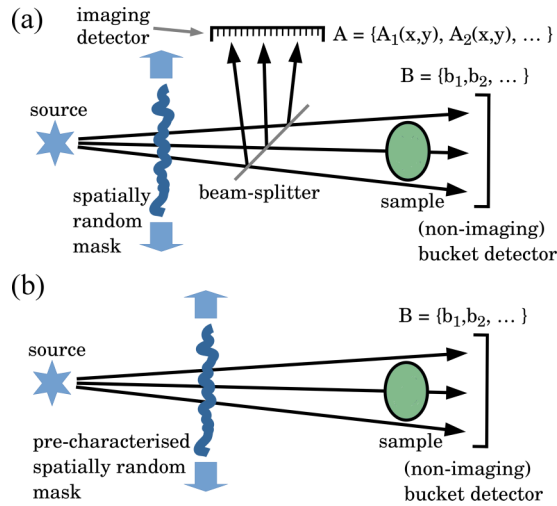 (a)
imaging
detector
A = {A₁(x,y), A₂(x,y), ... }
B = {b₁,b₂, ... }
source
beam-splitter
spatially
random
mask
sample
(non-imaging)
bucket detector
(b)
B = {b₁,b₂, ... }
source
pre-characterised
spatially random
mask
sample
(non-imaging)
bucket detector